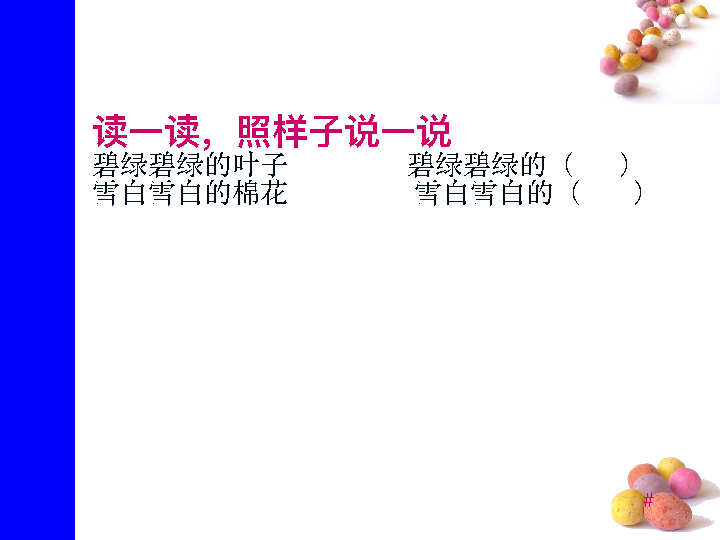 读一读，照样子说一说
碧绿碧绿的叶子 碧绿碧绿的（ ）
雪白雪白的棉花 雪白雪白的（ ）
#